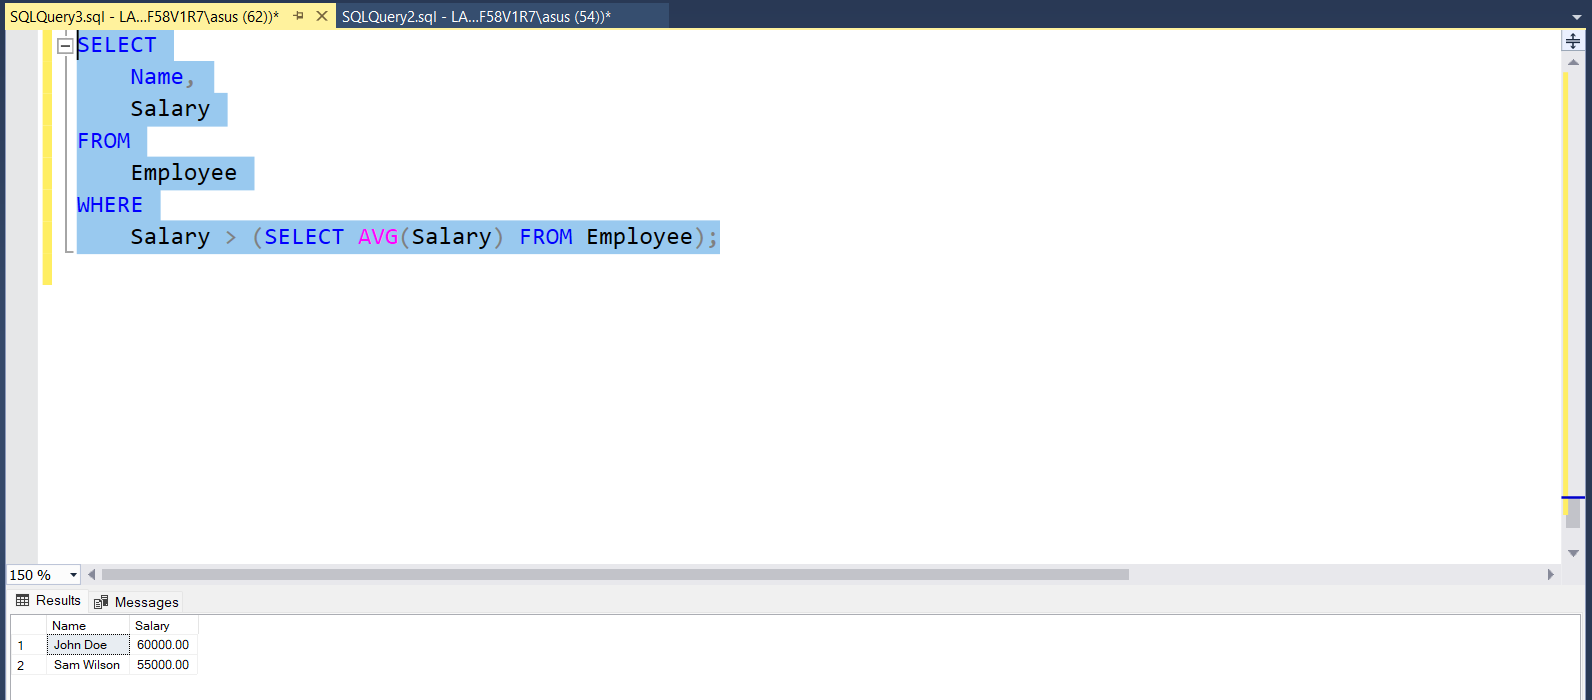 SQLQuery3.sql - LA...F58V1R7\asus (62))* SQLQuery2.sql - LA...F58V1R7\asus (54))*
SELECT
    Name,
    Salary
FROM
    Employee
WHERE
    Salary > (SELECT AVG(Salary) FROM Employee);
150 %
Results Messages
Name Salary
1 John Doe 60000.00
2 Sam Wilson 55000.00